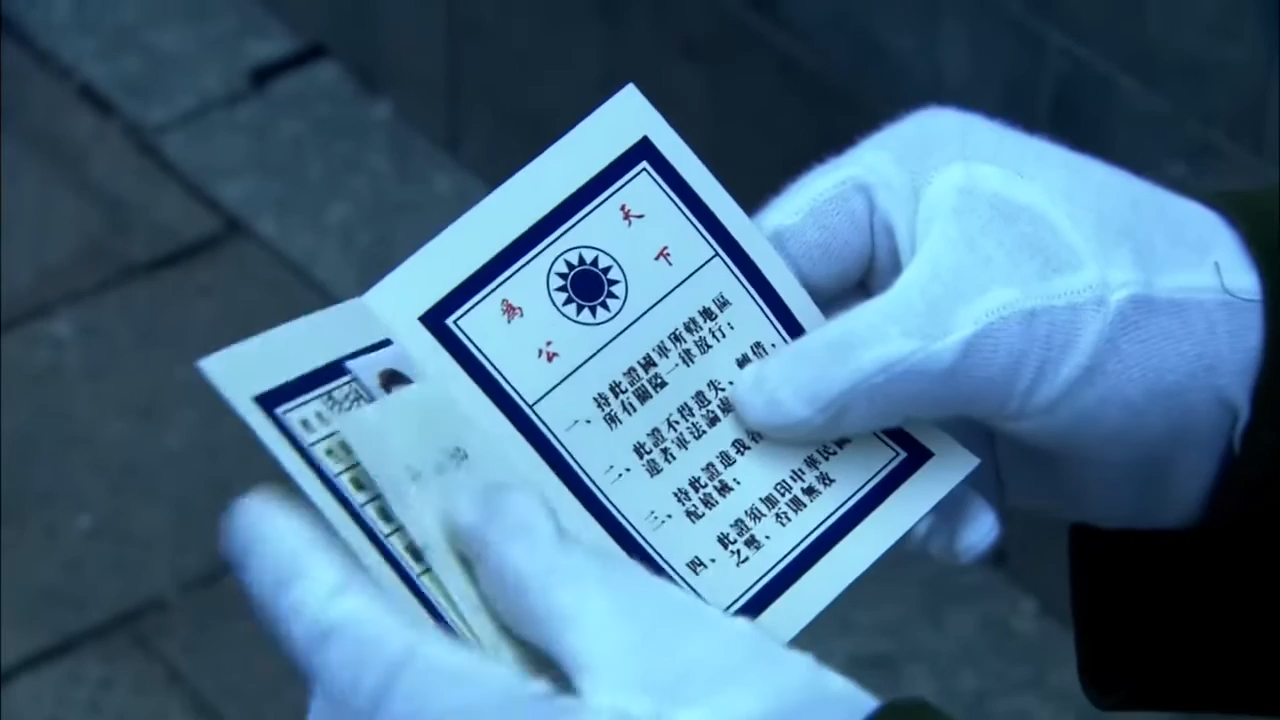 天下為公
一、持此證國軍所轄地區
所有關隘一律放行；
二、此證不得遺失、轉借，
違者軍法論處
三、持此證進我
配槍械；
四、此證須加印中華民國
之璽、否則無效